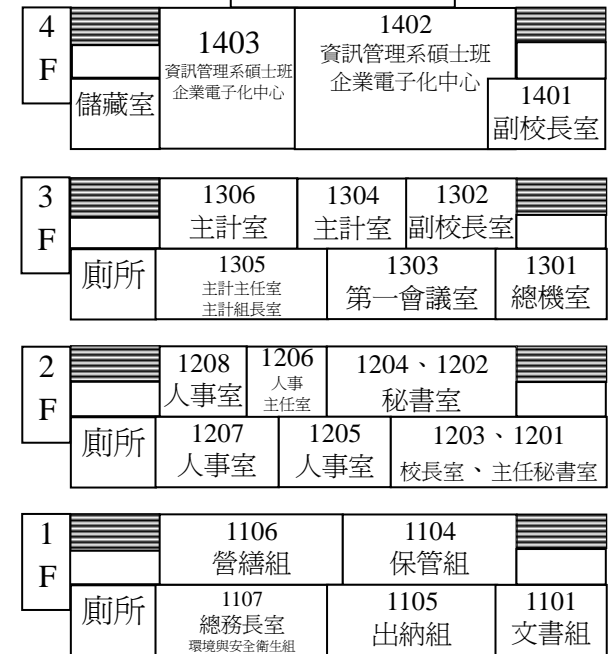 4
F
1403
資訊管理系碩士班
企業電子化中心
1402
資訊管理系碩士班
企業電子化中心
儲藏室
1401
副校長室
3
F
1306
主計室
1304
主計室
1302
副校長室
廁所
1305
主計主任室
主計組長室
1303
第一會議室
1301
總機室
2
F
1208
人事室
1206
人事
主任室
1204、1202
秘書室
廁所
1207
人事室
1205
人事室
1203、1201
校長室、主任秘書室
1
F
1106
營繕組
1104
保管組
廁所
1107
總務長室
環境與安全衛生組
1105
出納組
1101
文書組